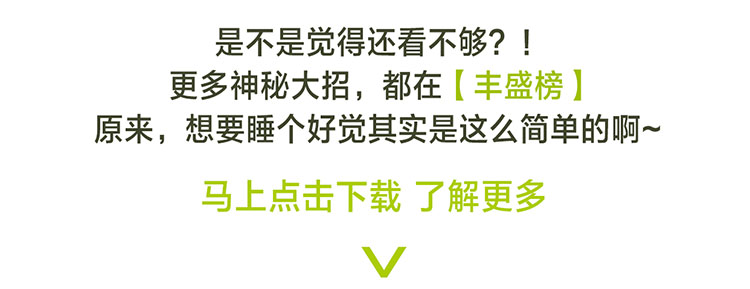 是不是觉得还看不够？！
更多神秘大招，都在【丰盛榜】
原来，想要睡个好觉其实是这么简单的啊~
马上点击下载 了解更多